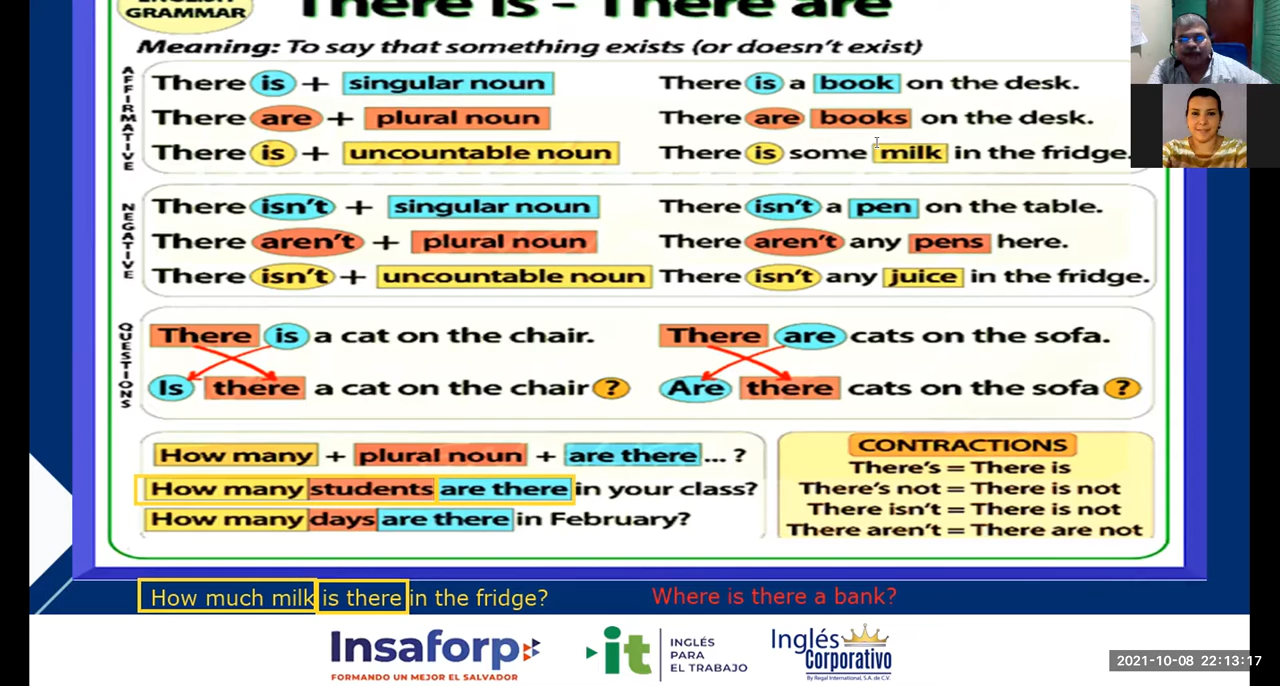 ENGLISH
GRAMMAR
There is - There are
Meaning: To say that something exists (or doesn't exist)
AFFIRMATIVE
There is + singular noun
There is a book on the desk.
There are + plural noun
There are books on the desk.
There is + uncountable noun
There is some milk in the fridge.
NEGATIVE
There isn't + singular noun
There isn't a pen on the table.
There aren't + plural noun
There aren't any pens here.
There isn't + uncountable noun
There isn't any juice in the fridge.
QUESTIONS
There is a cat on the chair.
There are cats on the sofa.
Is there a cat on the chair ?
Are there cats on the sofa ?
How many + plural noun + are there ... ?
How many students are there in your class?
How many days are there in February?
CONTRACTIONS
There's = There is
There's not = There is not
There isn't = There is not
There aren't = There are not
How much milk is there in the fridge?
Where is there a bank?
Insaforp
FORMANDO UN MEJOR EL SALVADOR
it
INGLÉS
PARA
EL TRABAJO
Inglés
Corporativo
By Regal International, S.A. de C.V.
2021-10-08 22:13:17